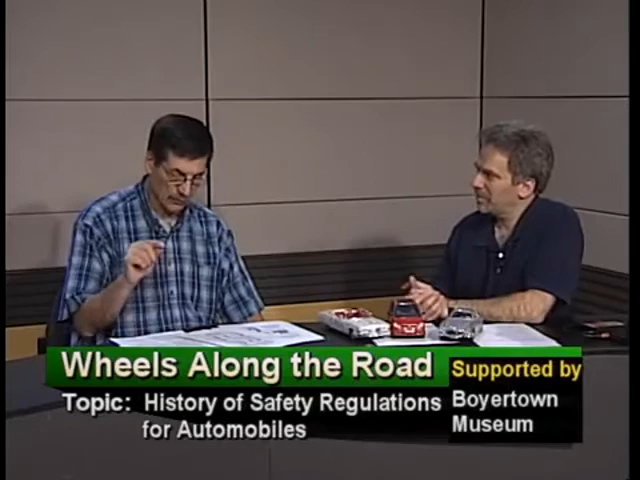 Wheels Along the Road
Supported by
Topic: History of Safety Regulations
for Automobiles
Boyertown
Museum